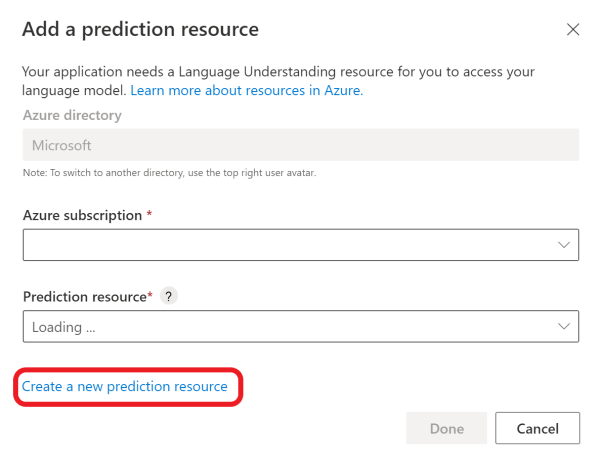 Add a prediction resource
Your application needs a Language Understanding resource for you to access your
language model. Learn more about resources in Azure.
Azure directory
Microsoft
Note: To switch to another directory, use the top right user avatar.
Azure subscription *
Prediction resource* ?
Loading ...
Create a new prediction resource
Done Cancel